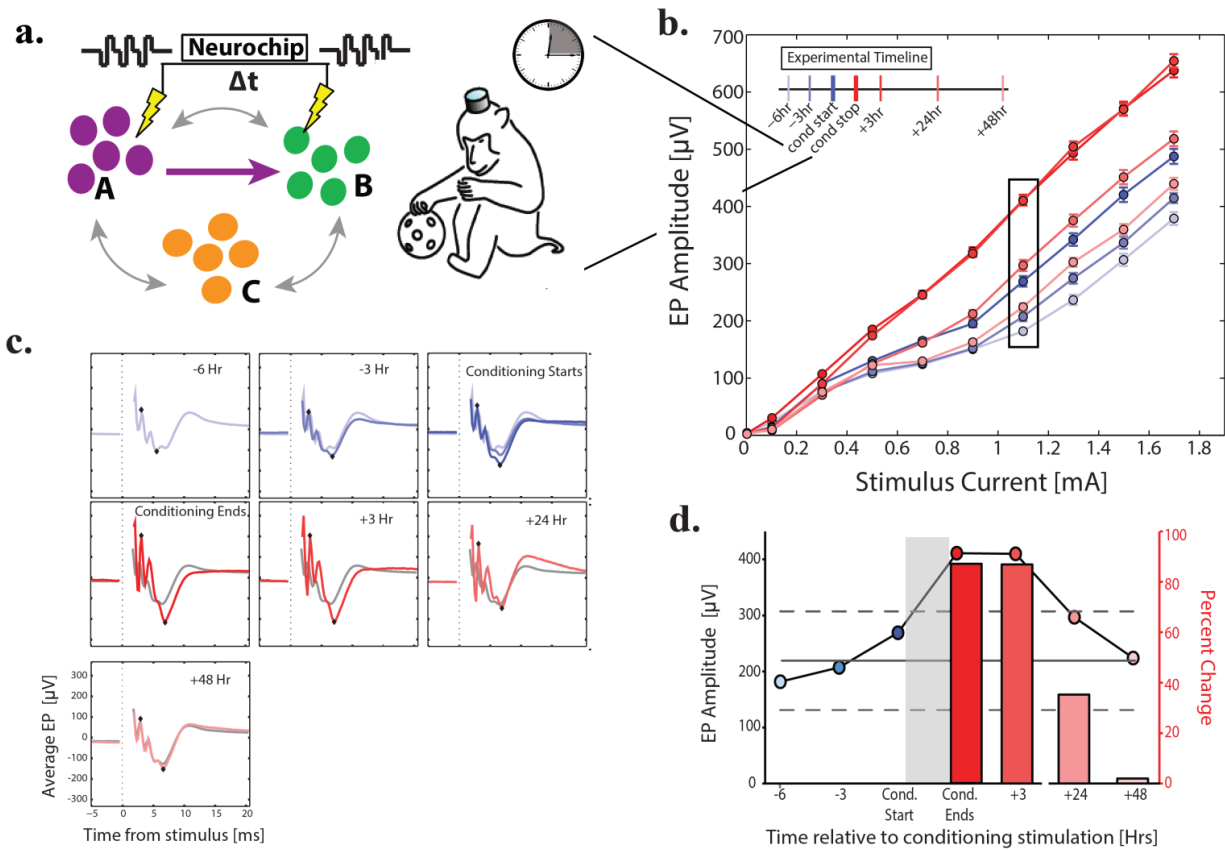 a.
Neurochip
Δt
A
B
C
b.
Experimental Timeline
−6hr
−3hr
cond start
cond stop
+3hr
+24hr
+48hr
700
600
500
400
300
200
100
0
EP Amplitude [µV]
0
0.2
0.4
0.6
0.8
1
1.2
1.4
1.6
1.8
Stimulus Current [mA]
c.
-6 Hr
-3 Hr
Conditioning Starts
Conditioning Ends
+3 Hr
+24 Hr
+48 Hr
300
200
100
0
-100
-200
-300
Average EP [µV]
-5
0
5
10
15
20
Time from stimulus [ms]
d.
400
300
200
100
0
EP Amplitude [µV]
100
80
60
40
20
0
Percent Change
-6
-3
Cond. Start
Cond. Ends
+3
+24
+48
Time relative to conditioning stimulation [Hrs]